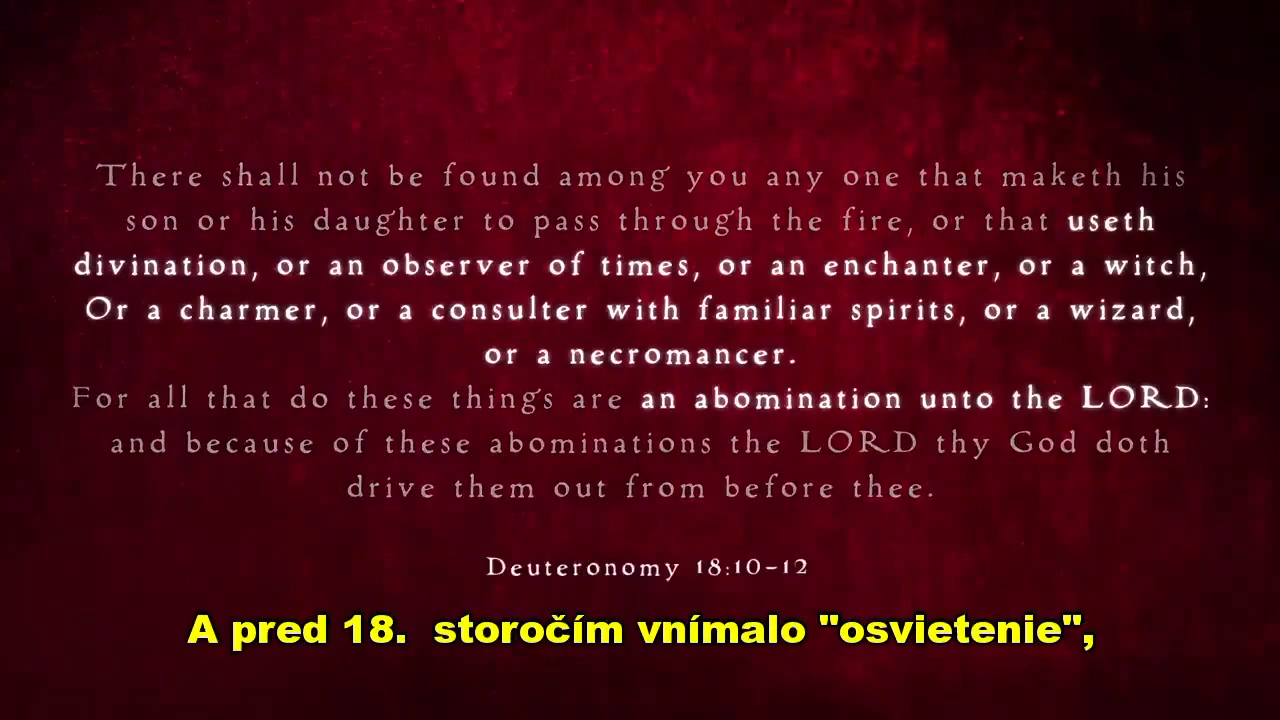 There shall not be found among you any one that maketh his
son or his daughter to pass through the fire, or that useth
divination, or an observer of times, or an enchanter, or a witch,
Or a charmer, or a consulter with familiar spirits, or a wizard,
or a necromancer.
For all that do these things are an abomination unto the LORD:
and because of these abominations the LORD thy God doth
drive them out from before thee.
Deuteronomy 18:10-12
A pred 18.  storočím vnímalo "osvietenie",